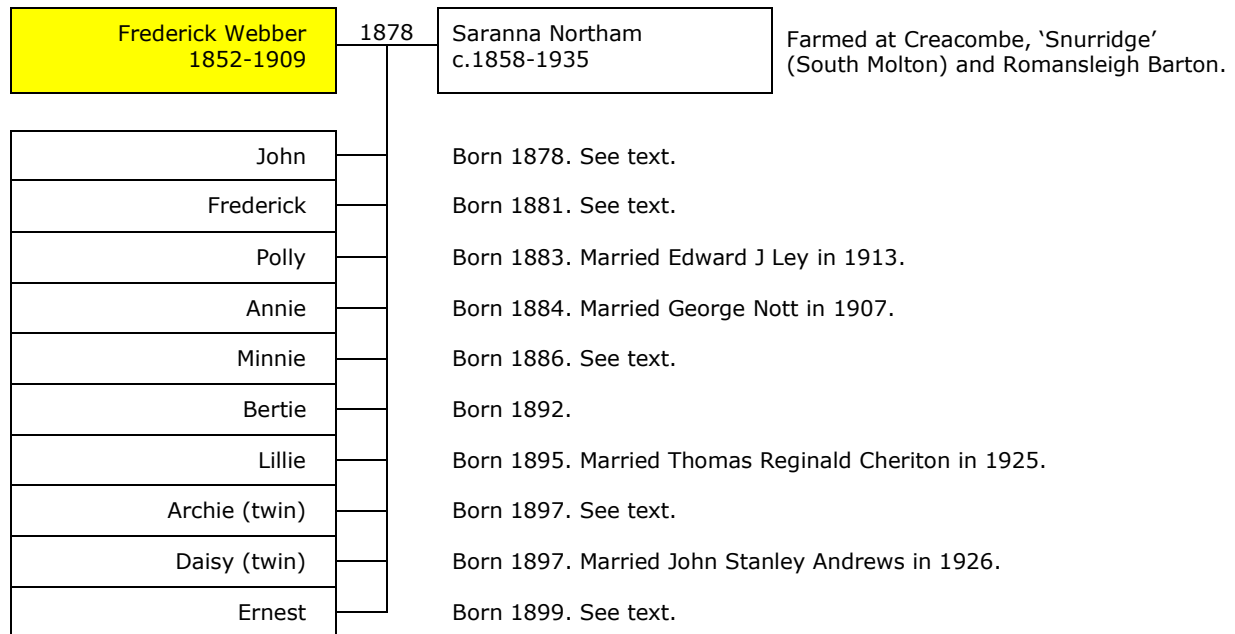 Frederick Webber 1878 Saranna Northam
1852-1909 c.1858-1935
Farmed at Creacombe, ‘Snurridge’
(South Molton) and Romansleigh Barton.
John Born 1878. See text.
Frederick Born 1881. See text.
Polly Born 1883. Married Edward J Ley in 1913.
Annie Born 1884. Married George Nott in 1907.
Minnie Born 1886. See text.
Bertie Born 1892.
Lillie Born 1895. Married Thomas Reginald Cheriton in 1925.
Archie (twin) Born 1897. See text.
Daisy (twin) Born 1897. Married John Stanley Andrews in 1926.
Ernest Born 1899. See text.